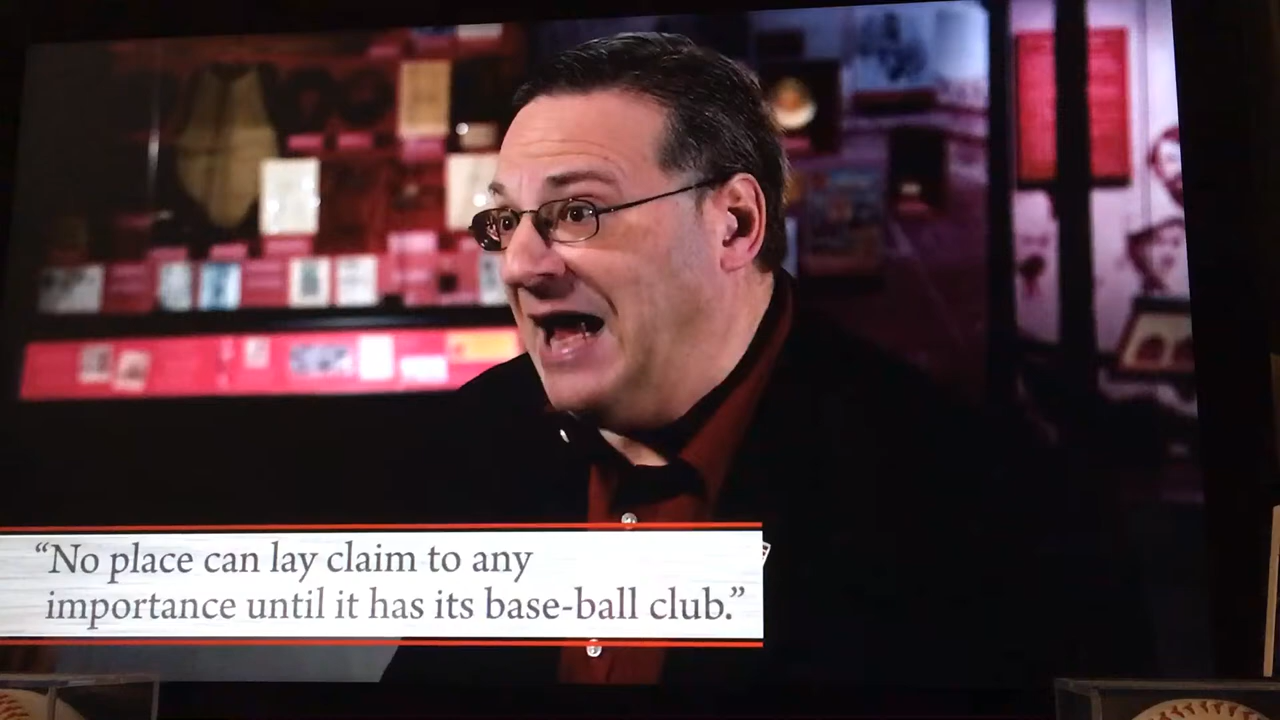 “No place can lay claim to any
importance until it has its base-ball club.”